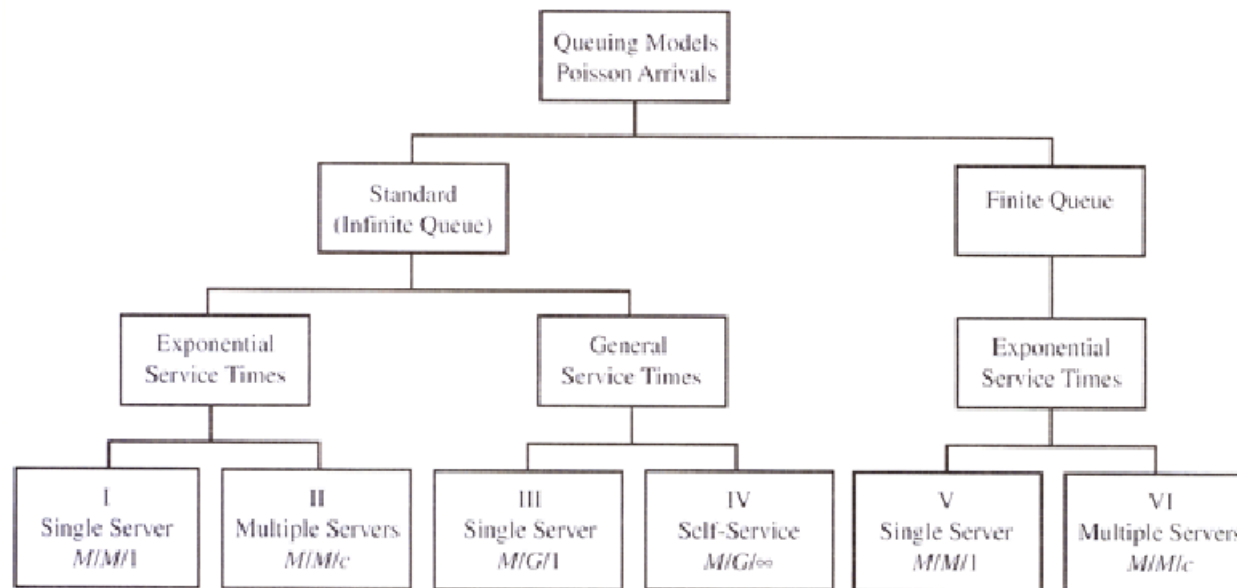 Queuing Models
Poisson Arrivals
Standard
(Infinite Queue)
Finite Queue
Exponential
Service Times
General
Service Times
Exponential
Service Times
I
Single Server
M/M/1
II
Multiple Servers
M/M/c
III
Single Server
M/G/1
IV
Self-Service
M/G/∞
V
Single Server
M/M/1
VI
Multiple Servers
M/M/c